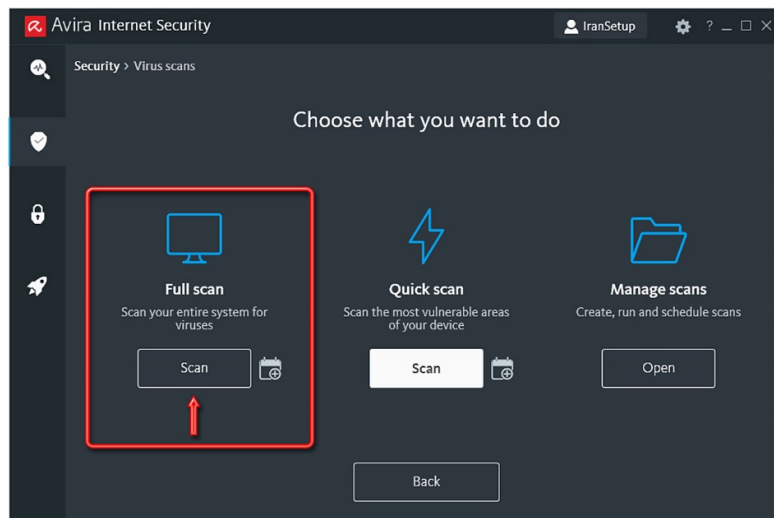 Avira Internet Security
IranSetup
?
Security > Virus scans
Choose what you want to do
Full scan
Scan your entire system for
viruses
Scan
Quick scan
Scan the most vulnerable areas
of your device
Scan
Manage scans
Create, run and schedule scans
Open
Back